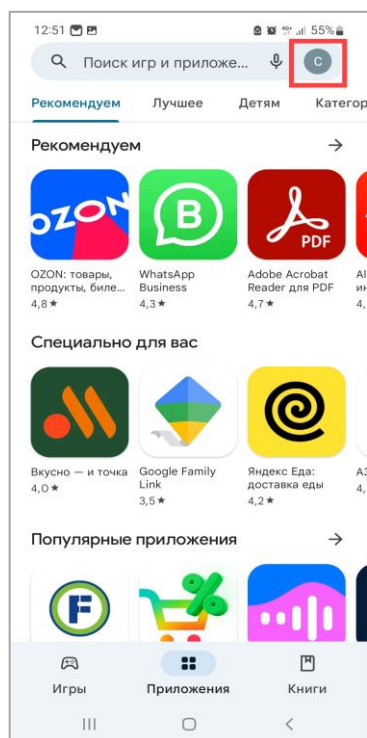 12:51 55%
Поиск игр и приложе... C
Рекомендуем Лучшее Детям Категор
Рекомендуем →
OZON
B
PDF
OZON: товары, продукты, биле...
4,8★
WhatsApp Business
4,3★
Adobe Acrobat Reader для PDF
4,7★
Специально для вас
Вкусно — и точка
4,0★
Google Family Link
3,5★
Яндекс Еда: доставка еды
4,2★
Популярные приложения →
F
%
Игры Приложения Книги